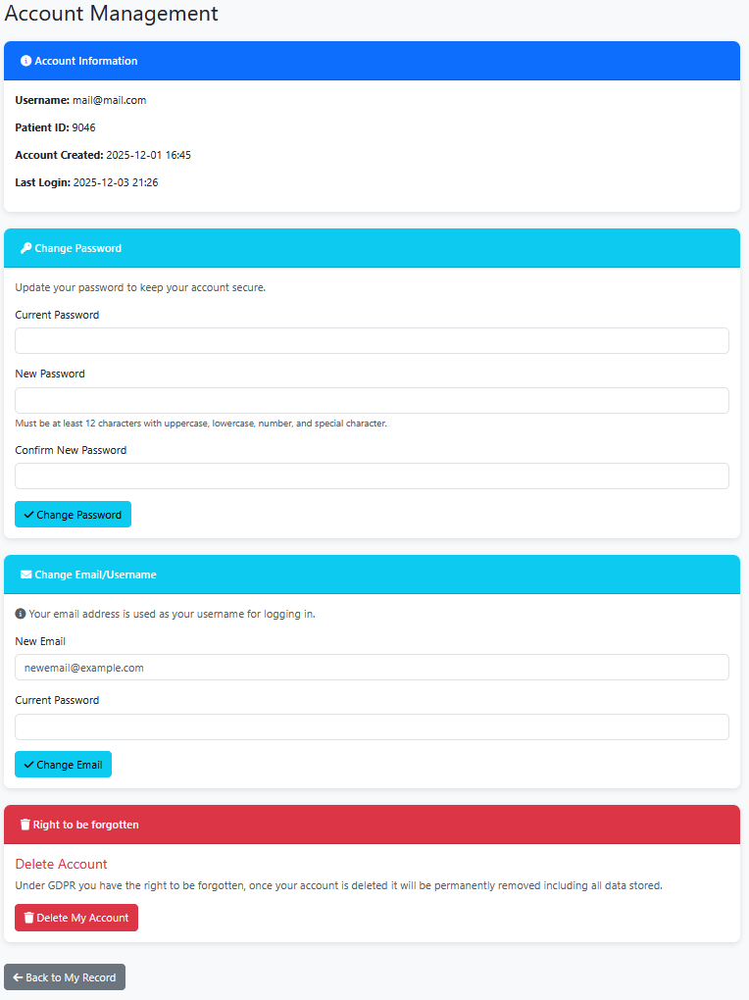 Account Management
Account Information
Username: mail@mail.com
Patient ID: 9046
Account Created: 2025-12-01 16:45
Last Login: 2025-12-03 21:26
Change Password
Update your password to keep your account secure.
Current Password
New Password
Must be at least 12 characters with uppercase, lowercase, number, and special character.
Confirm New Password
Change Password
Change Email/Username
Your email address is used as your username for logging in.
New Email
newemail@example.com
Current Password
Change Email
Right to be forgotten
Delete Account
Under GDPR you have the right to be forgotten, once your account is deleted it will be permanently removed including all data stored.
Delete My Account
Back to My Record